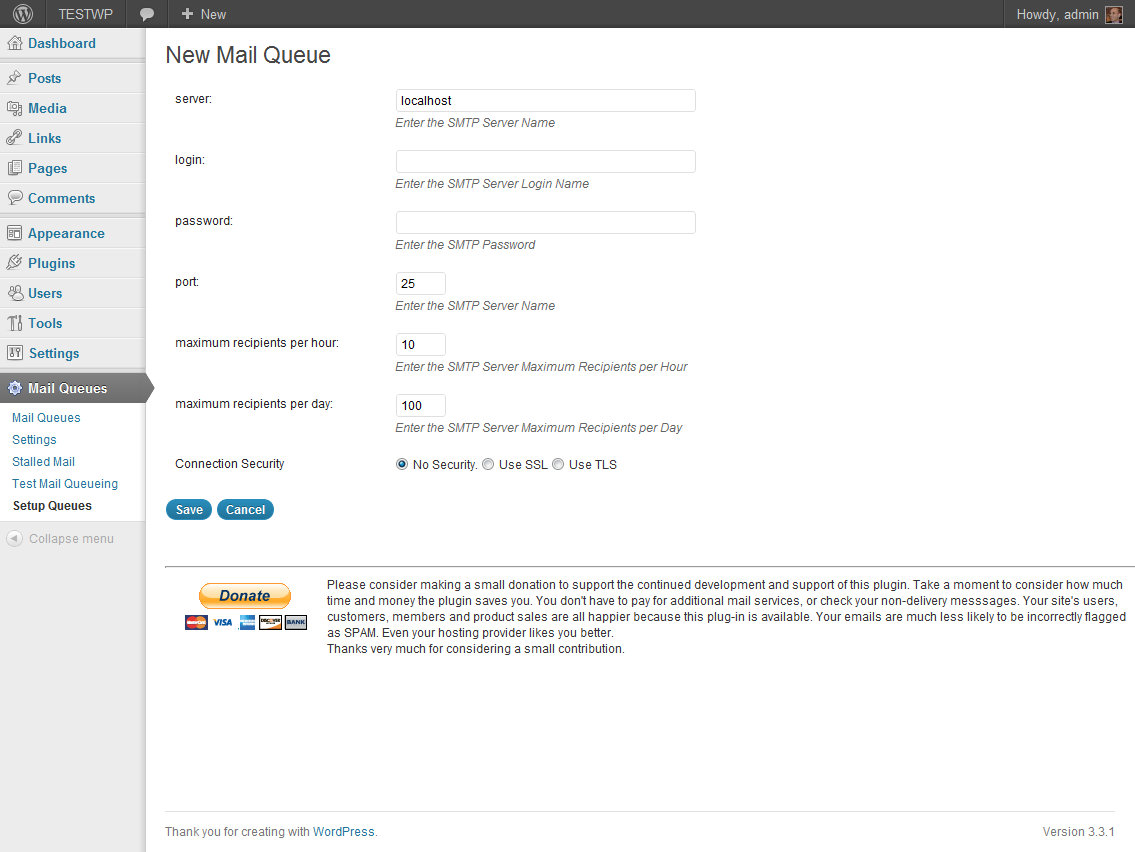 TESTWP
New
Howdy, admin
Dashboard
Posts
Media
Links
Pages
Comments
Appearance
Plugins
Users
Tools
Settings
Mail Queues
Mail Queues
Settings
Stalled Mail
Test Mail Queueing
Setup Queues
Collapse menu
New Mail Queue
server:
localhost
Enter the SMTP Server Name
login:
Enter the SMTP Server Login Name
password:
Enter the SMTP Password
port:
25
Enter the SMTP Server Name
maximum recipients per hour:
10
Enter the SMTP Server Maximum Recipients per Hour
maximum recipients per day:
100
Enter the SMTP Server Maximum Recipients per Day
Connection Security
No Security. Use SSL Use TLS
Save Cancel
Donate
MasterCard VISA DISCOVER BANK
Please consider making a small donation to support the continued development and support of this plugin. Take a moment to consider how much
time and money the plugin saves you. You don't have to pay for additional mail services, or check your non-delivery messsages. Your site's users,
customers, members and product sales are all happier because this plug-in is available. Your emails are much less likely to be incorrectly flagged
as SPAM. Even your hosting provider likes you better.
Thanks very much for considering a small contribution.
Thank you for creating with WordPress.
Version 3.3.1